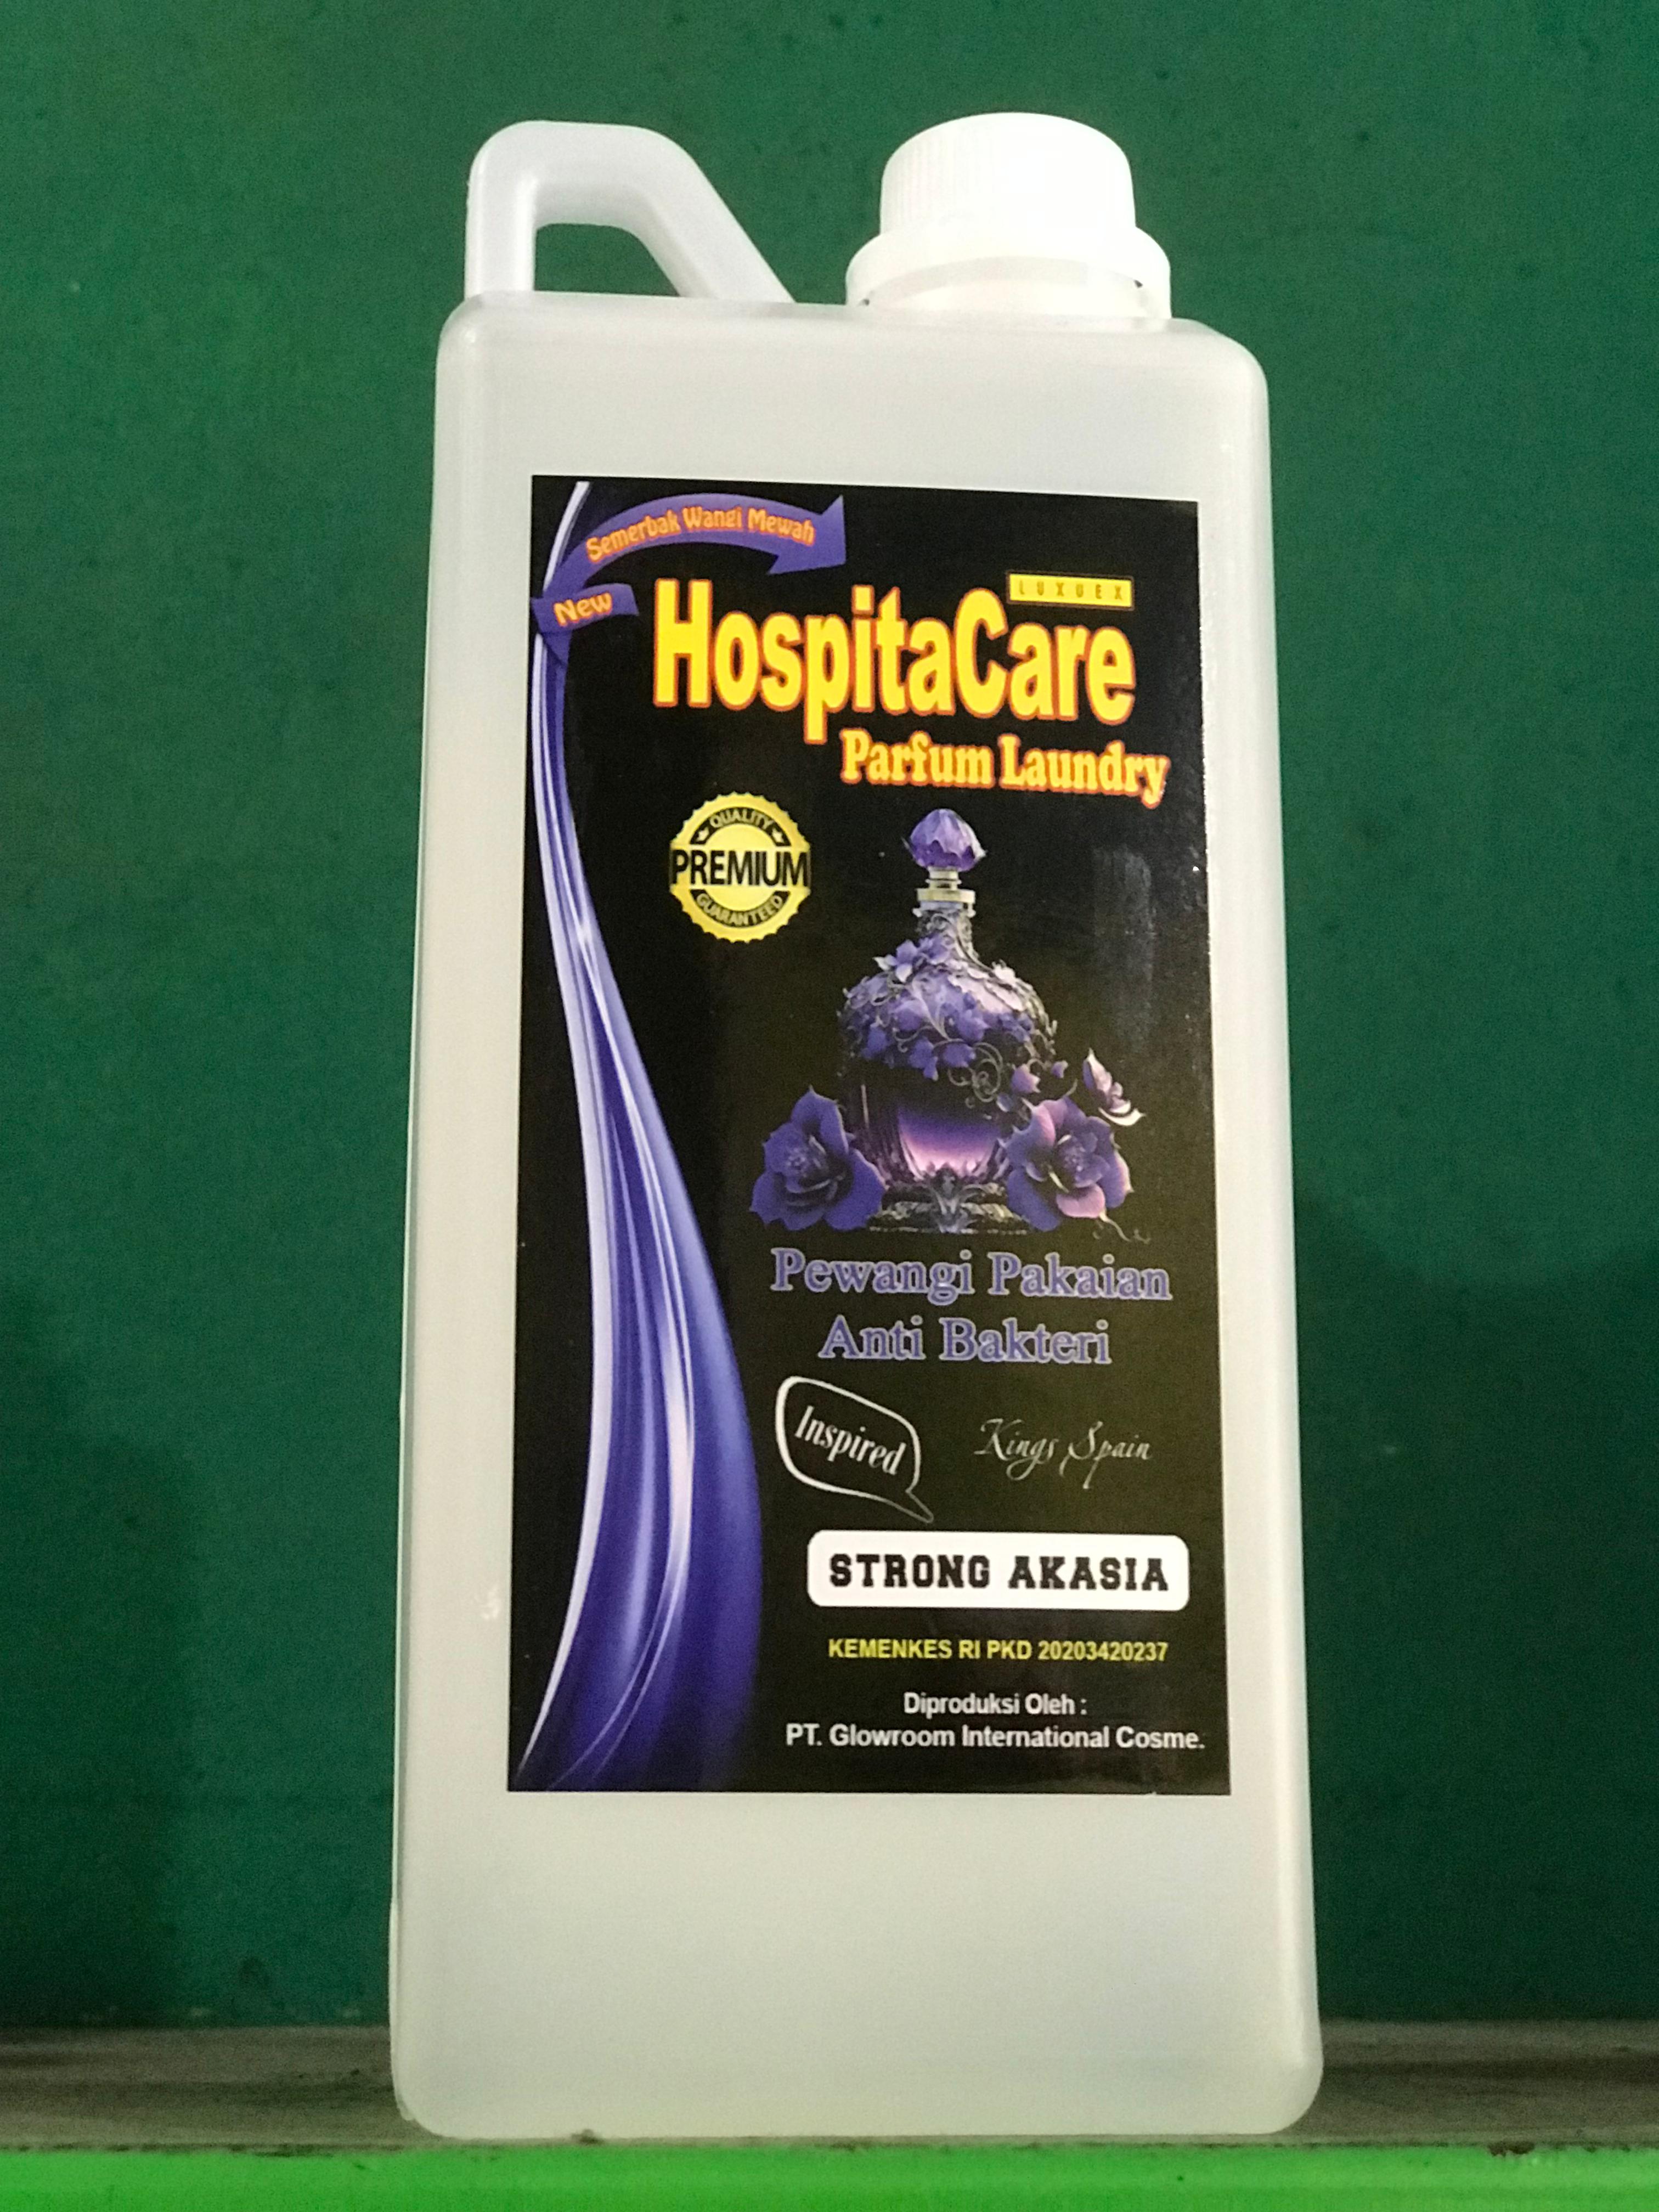 Semerbak Wangi Mewah
New
LUXUEX
HospitaCare
Parfum Laundry
QUALITY
PREMIUM
GUARANTEED
Pewangi Pakaian
Anti Bakteri
Inspired
Kings Spain
STRONG AKASIA
KEMENKES RI PKD 20203420237
Diproduksi Oleh :
PT. Glowroom International Cosme.